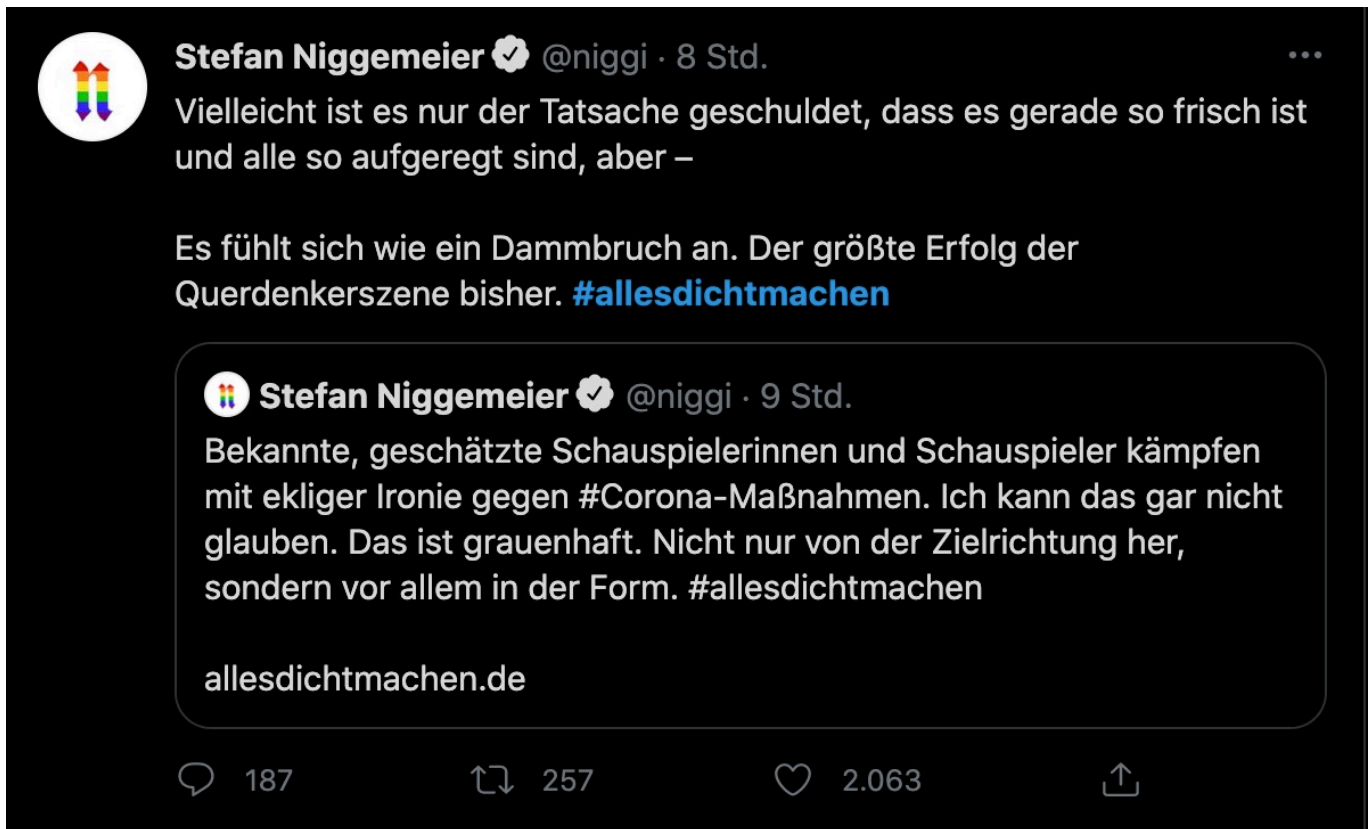 Stefan Niggemeier @niggi · 8 Std.
Vielleicht ist es nur der Tatsache geschuldet, dass es gerade so frisch ist
und alle so aufgeregt sind, aber –
Es fühlt sich wie ein Dammbruch an. Der größte Erfolg der
Querdenkerszene bisher. #allesdichtmachen
Stefan Niggemeier @niggi · 9 Std.
Bekannte, geschätzte Schauspielerinnen und Schauspieler kämpfen
mit ekliger Ironie gegen #Corona-Maßnahmen. Ich kann das gar nicht
glauben. Das ist grauenhaft. Nicht nur von der Zielrichtung her,
sondern vor allem in der Form. #allesdichtmachen
allesdichtmachen.de
187 257 2.063